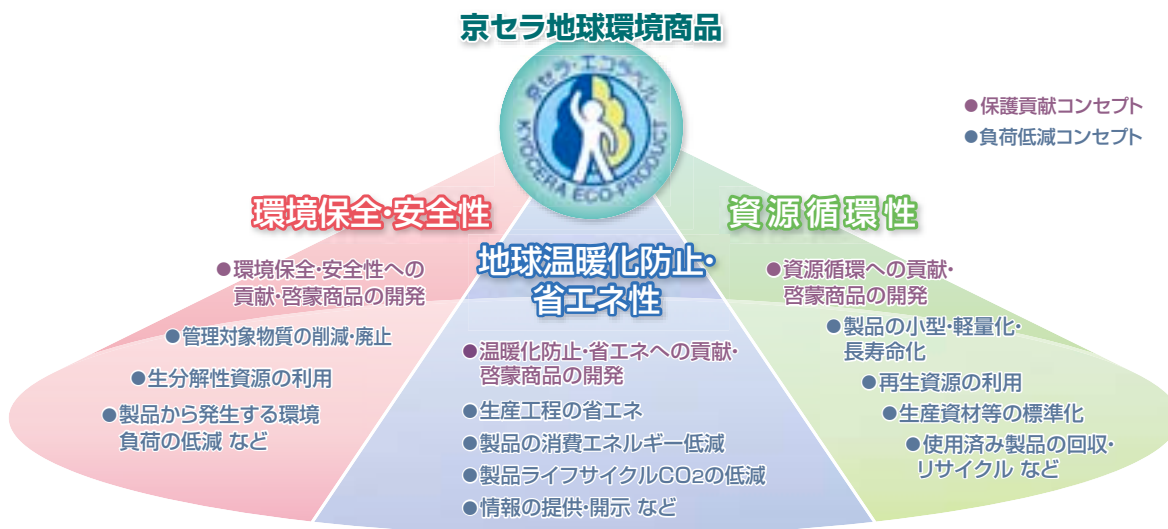 京セラ地球環境商品
京セラ・エコラベル
KYOCERA ECO-PRODUCT
●保護貢献コンセプト
●負荷低減コンセプト
環境保全・安全性
●環境保全・安全性への
貢献・啓蒙商品の開発
●管理対象物質の削減・廃止
●生分解性資源の利用
●製品から発生する環境
負荷の低減 など
地球温暖化防止・
省エネ性
●温暖化防止・省エネへの貢献・
啓蒙商品の開発
●生産工程の省エネ
●製品の消費エネルギー低減
●製品ライフサイクルCO2の低減
●情報の提供・開示 など
資源循環性
●資源循環への貢献・
啓蒙商品の開発
●製品の小型・軽量化・
長寿命化
●再生資源の利用
●生産資材等の標準化
●使用済み製品の回収・
リサイクル など